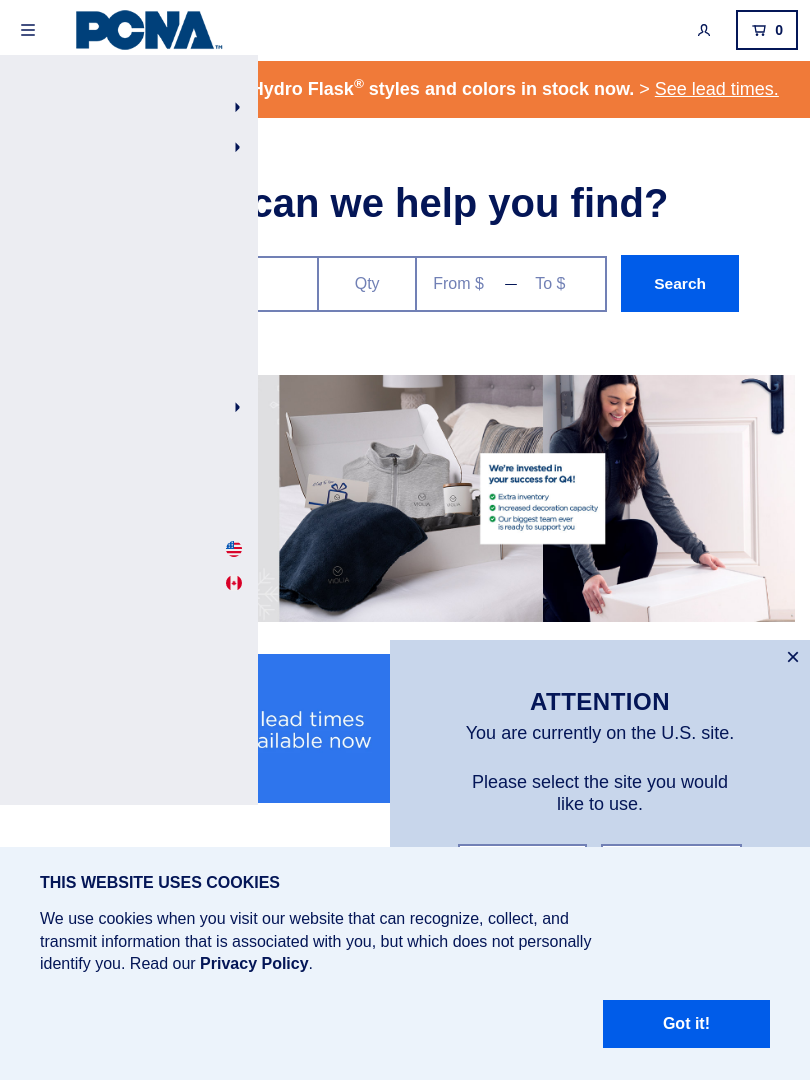 PCNA™
0
Hydro Flask® styles and colors in stock now. > See lead times.
can we help you find?
Qty
From $ — To $
Search
We're invested in
your success for Q4!
Extra inventory
Increased decoration capacity
Our biggest team ever
is ready to support you
VIOLIA
lead times
ailable now
ATTENTION
You are currently on the U.S. site.
Please select the site you would
like to use.
THIS WEBSITE USES COOKIES
We use cookies when you visit our website that can recognize, collect, and
transmit information that is associated with you, but which does not personally
identify you. Read our Privacy Policy.
Got it!